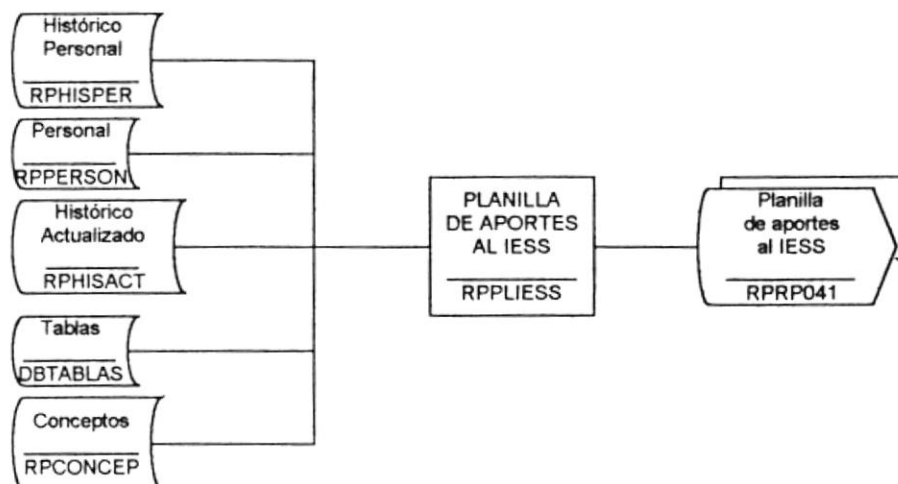 Histórico
Personal
RPHISPER
Personal
RPPERSON
Histórico
Actualizado
RPHISACT
Tablas
DBTABLAS
Conceptos
RPCONCEP
PLANILLA
DE APORTES
AL IESS
RPPLIESS
Planilla
de aportes
al IESS
RPRP041